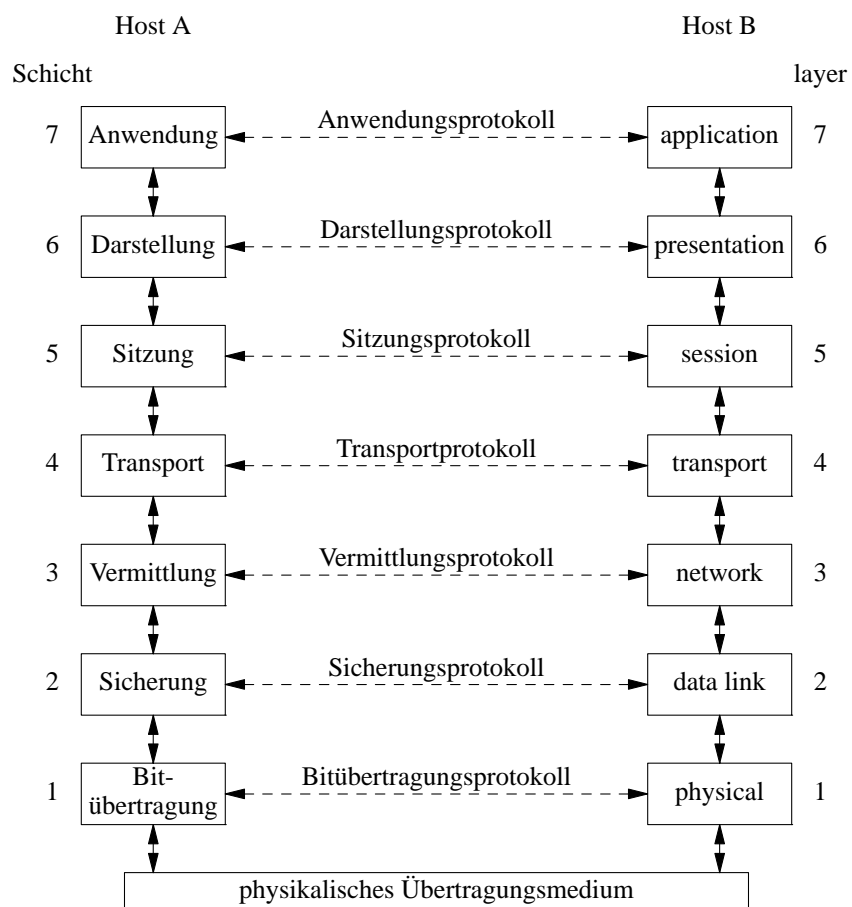 Host A Host B
Schicht layer
7 Anwendung Anwendungsprotokoll application 7
6 Darstellung Darstellungsprotokoll presentation 6
5 Sitzung Sitzungsprotokoll session 5
4 Transport Transportprotokoll transport 4
3 Vermittlung Vermittlungsprotokoll network 3
2 Sicherung Sicherungsprotokoll data link 2
1 Bit-
übertragung Bitübertragungsprotokoll physical 1
physikalisches Übertragungsmedium